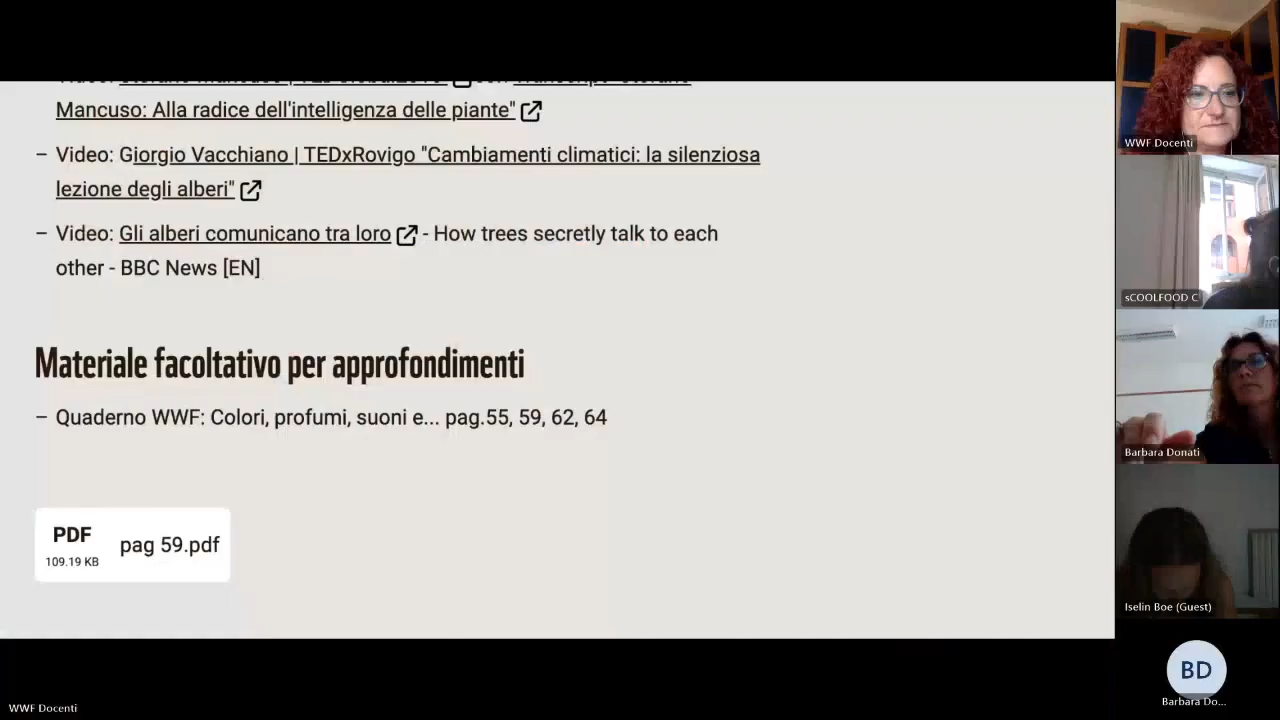 Mancuso: Alla radice dell'intelligenza delle piante"
– Video: Giorgio Vacchiano | TEDxRovigo "Cambiamenti climatici: la silenziosa
lezione degli alberi"
– Video: Gli alberi comunicano tra loro - How trees secretly talk to each
other - BBC News [EN]
Materiale facoltativo per approfondimenti
– Quaderno WWF: Colori, profumi, suoni e... pag.55, 59, 62, 64
PDF
109.19 KB
pag 59.pdf
WWF Docenti
WWF Docenti
sCOOLFOOD C
Barbara Donati
Iselin Boe (Guest)
BD
Barbara Do...